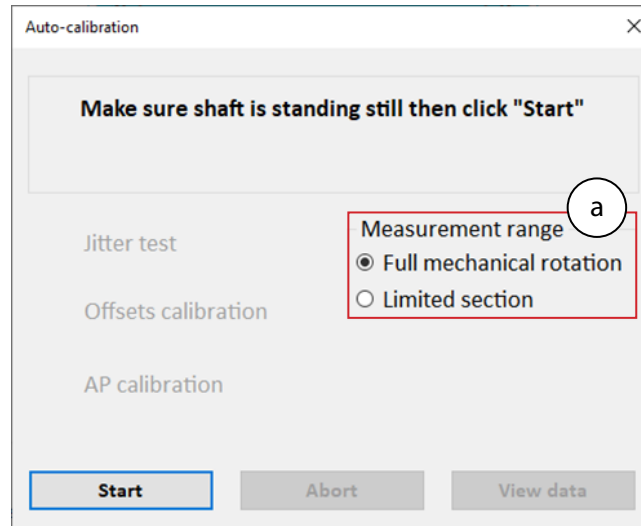 Auto-calibration
Make sure shaft is standing still then click "Start"
a
Measurement range
Jitter test
Full mechanical rotation
Limited section
Offsets calibration
AP calibration
Start
Abort
View data